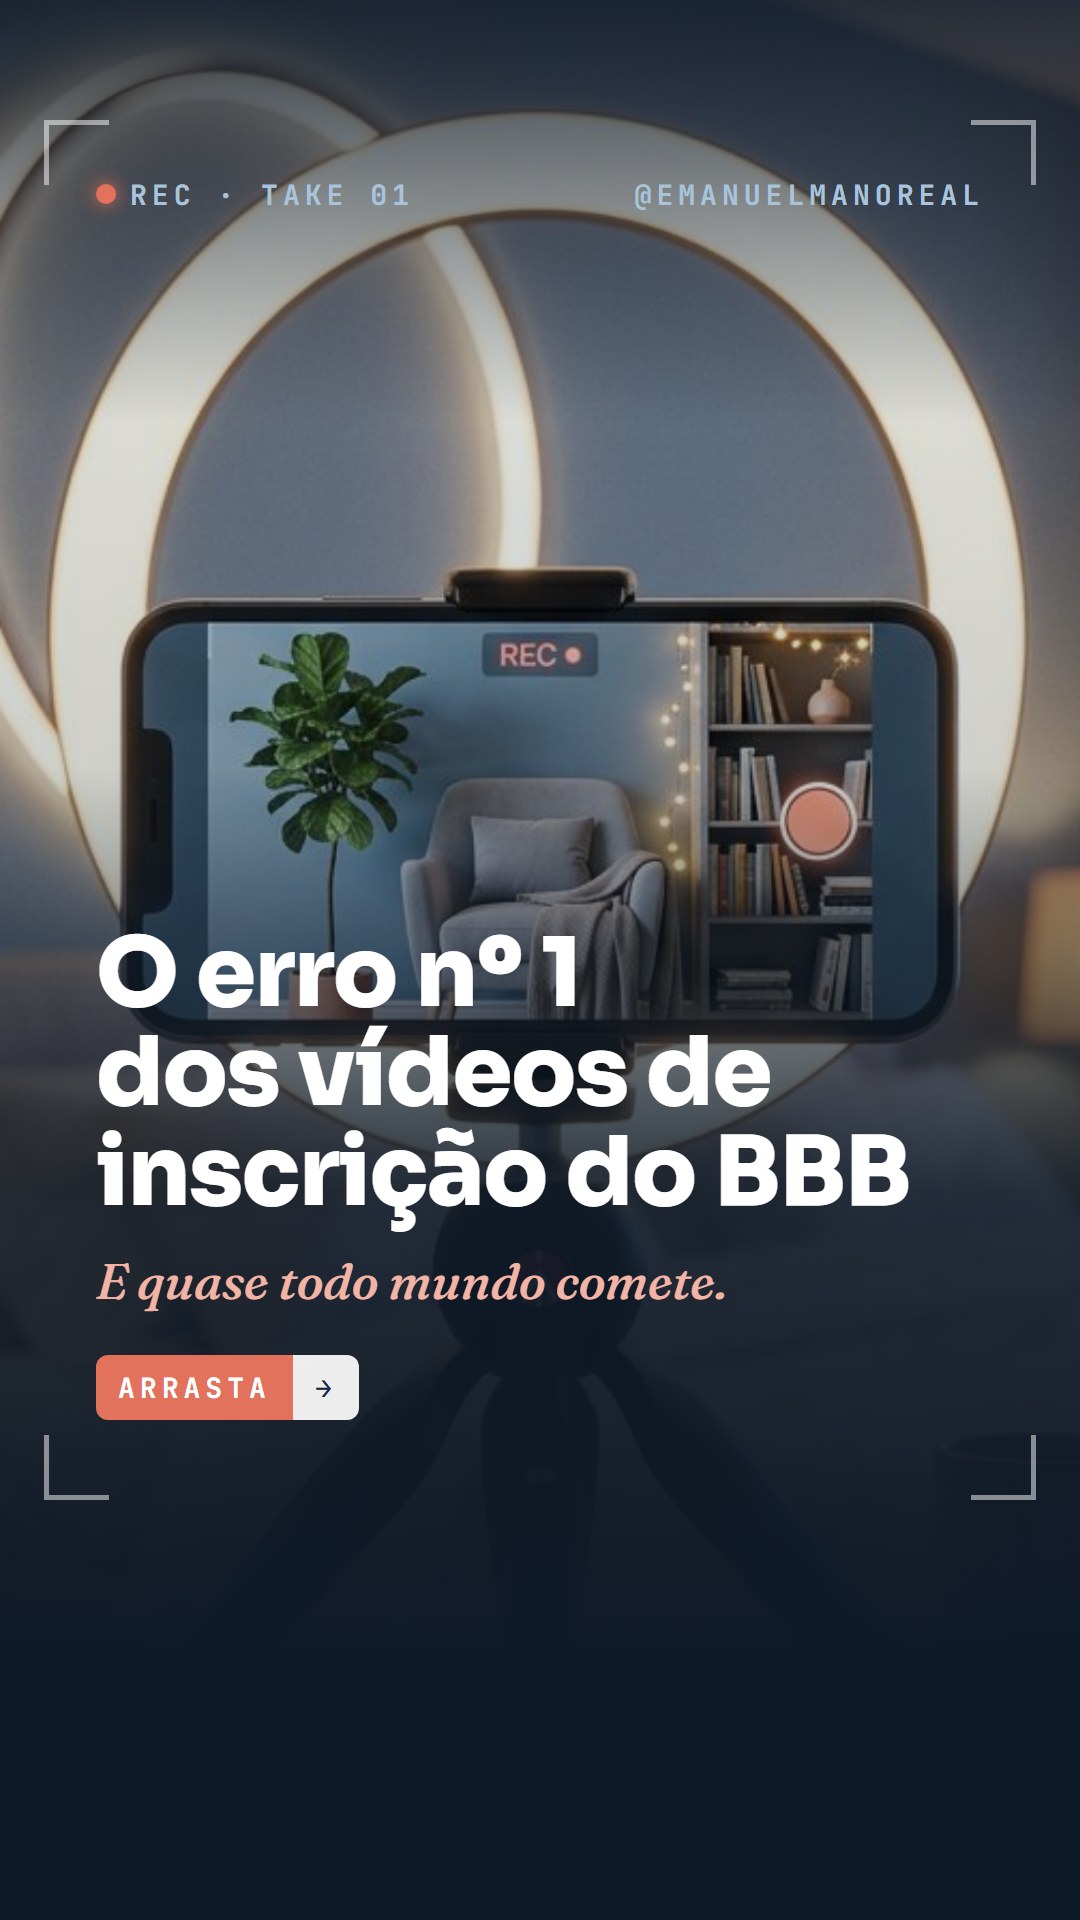 REC · TAKE 01
@EMANUELMANOREAL
REC
O erro nº 1
dos vídeos de
inscrição do BBB
E quase todo mundo comete.
ARRASTA →